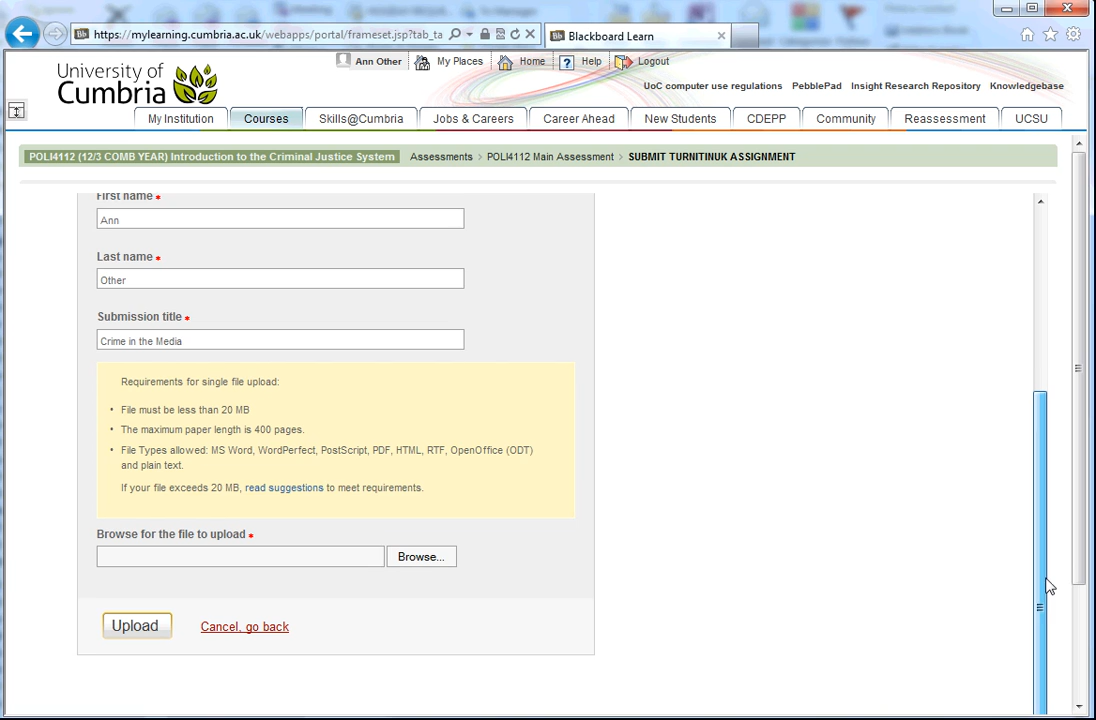 https://mylearning.cumbria.ac.uk/webapps/portal/frameset.jsp?tab_ta
Bb Blackboard Learn
University of
Cumbria
Ann Other
My Places
Home
Help
Logout
UoC computer use regulations PebblePad Insight Research Repository Knowledgebase
My Institution Courses Skills@Cumbria Jobs & Careers Career Ahead New Students CDEPP Community Reassessment UCSU
POLI4112 (12/3 COMB YEAR) Introduction to the Criminal Justice System Assessments > POLI4112 Main Assessment > SUBMIT TURNITINUK ASSIGNMENT
First name *
Ann
Last name *
Other
Submission title *
Crime in the Media
Requirements for single file upload:
• File must be less than 20 MB
• The maximum paper length is 400 pages.
• File Types allowed: MS Word, WordPerfect, PostScript, PDF, HTML, RTF, OpenOffice (ODT)
and plain text.
If your file exceeds 20 MB, read suggestions to meet requirements.
Browse for the file to upload *
Browse...
Upload Cancel, go back